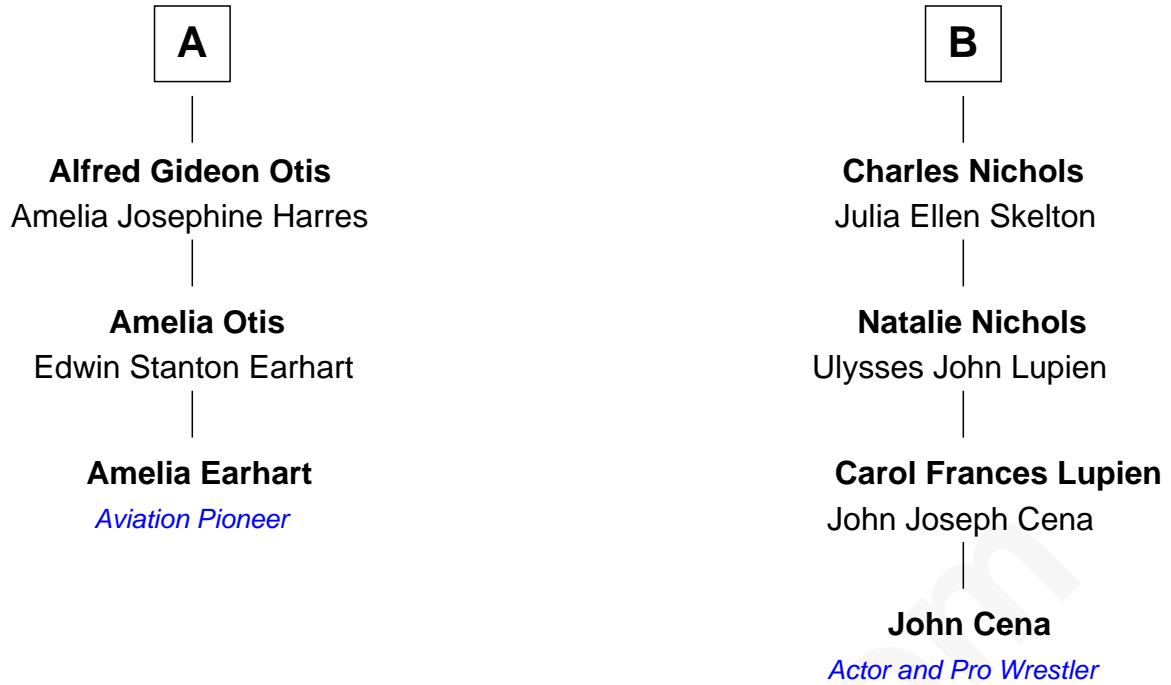 A
Alfred Gideon Otis
Amelia Josephine Harres
Amelia Otis
Edwin Stanton Earhart
Amelia Earhart
Aviation Pioneer
B
Charles Nichols
Julia Ellen Skelton
Natalie Nichols
Ulysses John Lupien
Carol Frances Lupien
John Joseph Cena
John Cena
Actor and Pro Wrestler